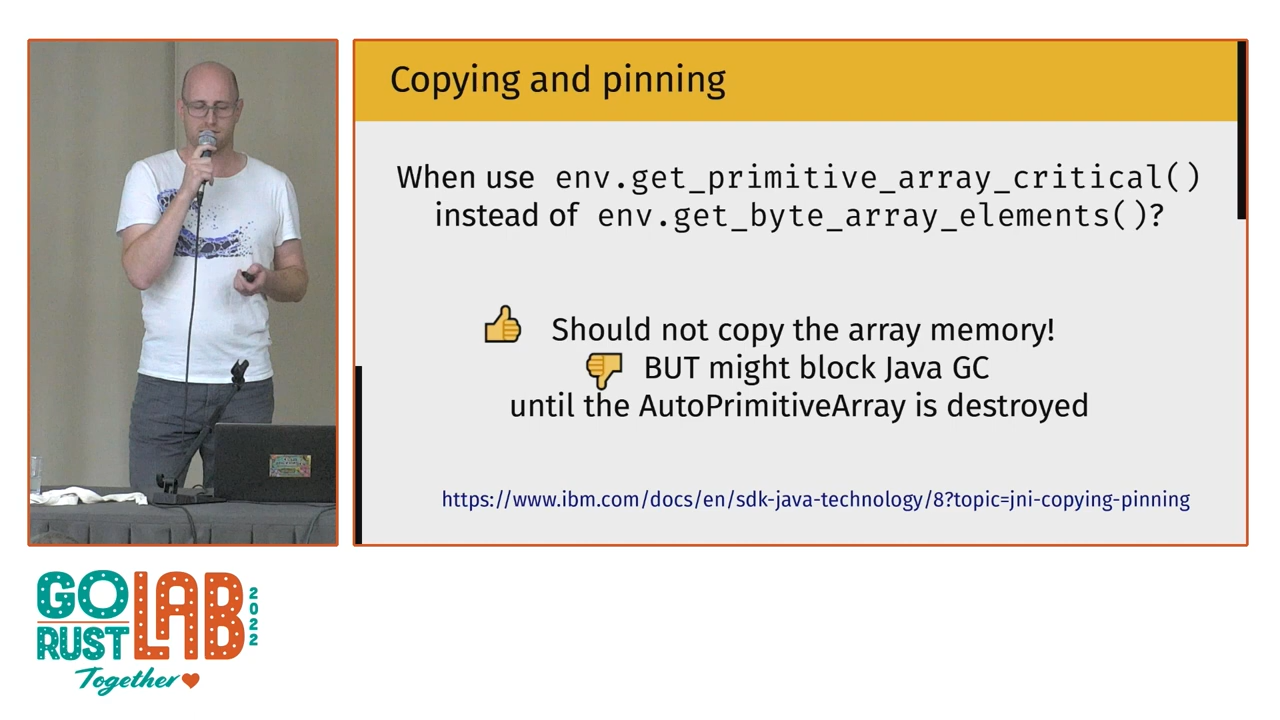 Copying and pinning
When use env.get_primitive_array_critical()
instead of env.get_byte_array_elements()?
👍 Should not copy the array memory!
👎 BUT might block Java GC
until the AutoPrimitiveArray is destroyed
https://www.ibm.com/docs/en/sdk-java-technology/8?topic=jni-copying-pinning
GO LAB 2022
RUST
Together